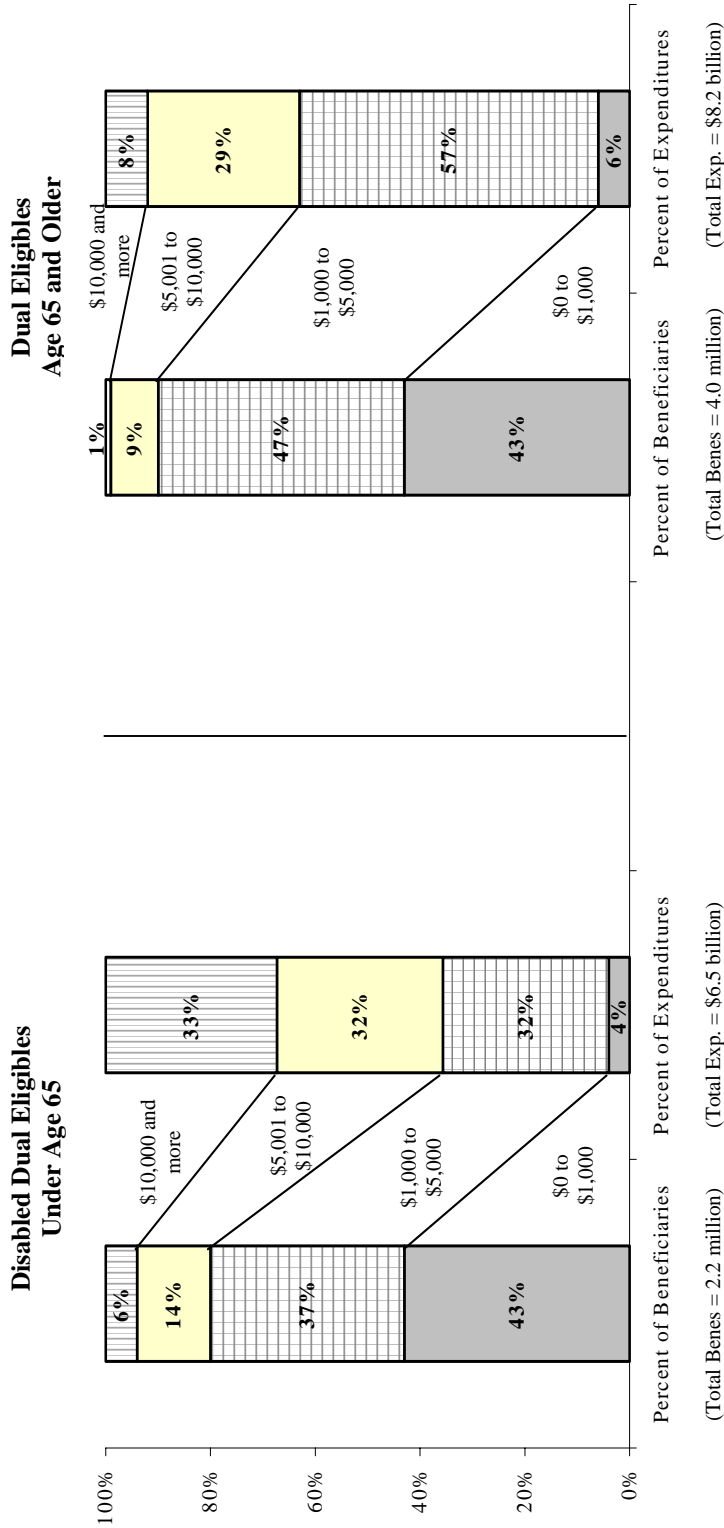 Disabled Dual Eligibles
Under Age 65
Dual Eligibles
Age 65 and Older
100%
80%
60%
40%
20%
0%
6%
14%
37%
43%
$10,000 and
more
$5,001 to
$10,000
$1,000 to
$5,000
$0 to
$1,000
33%
32%
32%
4%
1%
9%
47%
43%
$10,000 and
more
$5,001 to
$10,000
$1,000 to
$5,000
$0 to
$1,000
8%
29%
57%
6%
Percent of Beneficiaries
Percent of Expenditures
Percent of Beneficiaries
Percent of Expenditures
(Total Benes = 2.2 million)
(Total Exp. = $6.5 billion)
(Total Benes = 4.0 million)
(Total Exp. = $8.2 billion)